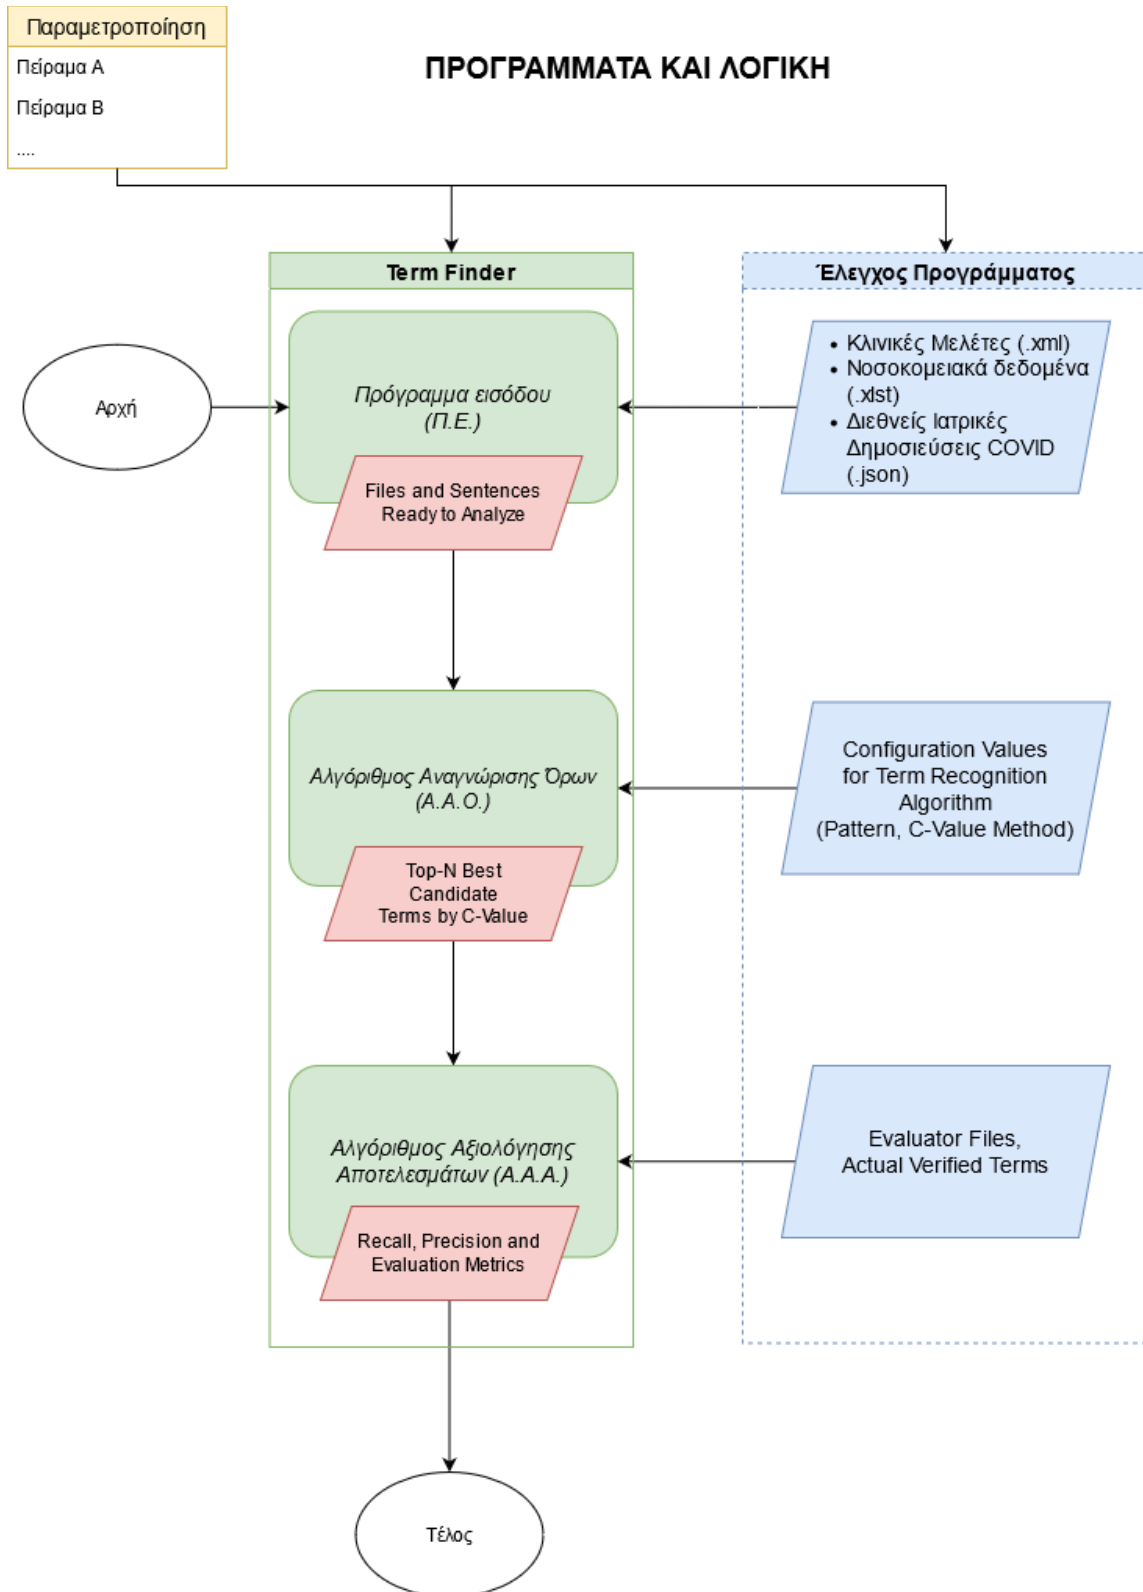 Παραμετροποίηση
Πείραμα Α
Πείραμα Β
....
ΠΡΟΓΡΑΜΜΑΤΑ ΚΑΙ ΛΟΓΙΚΗ
Term Finder
Έλεγχος Προγράμματος
Αρχή
Πρόγραμμα εισόδου
(Π.Ε.)
Files and Sentences
Ready to Analyze
• Κλινικές Μελέτες (.xml)
• Νοσοκομειακά δεδομένα
(.xlst)
• Διεθνείς Ιατρικές
Δημοσιεύσεις COVID
(.json)
Αλγόριθμος Αναγνώρισης Όρων
(Α.Α.Ο.)
Top-N Best
Candidate
Terms by C-Value
Configuration Values
for Term Recognition
Algorithm
(Pattern, C-Value Method)
Αλγόριθμος Αξιολόγησης
Αποτελεσμάτων (Α.Α.Α.)
Recall, Precision and
Evaluation Metrics
Evaluator Files,
Actual Verified Terms
Τέλος